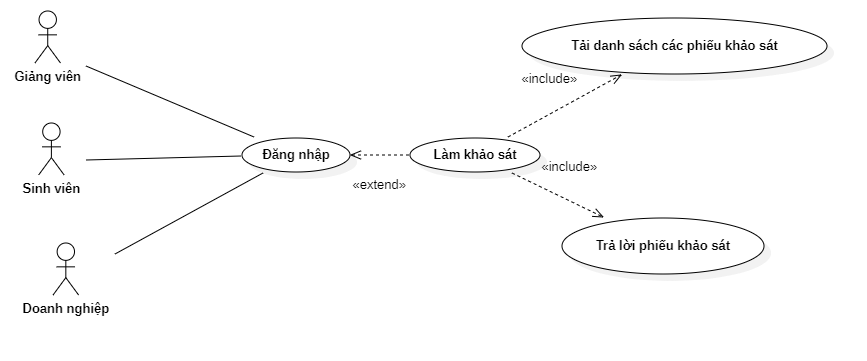 Giảng viên
Sinh viên
Doanh nghiệp
Đăng nhập
«extend»
Làm khảo sát
«include»
Tải danh sách các phiếu khảo sát
«include»
Trả lời phiếu khảo sát